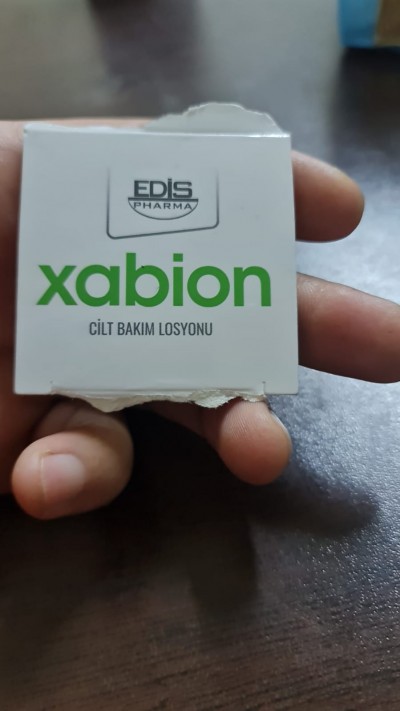 EDİS
PHARMA
xabion
CİLT BAKIM LOSYONU